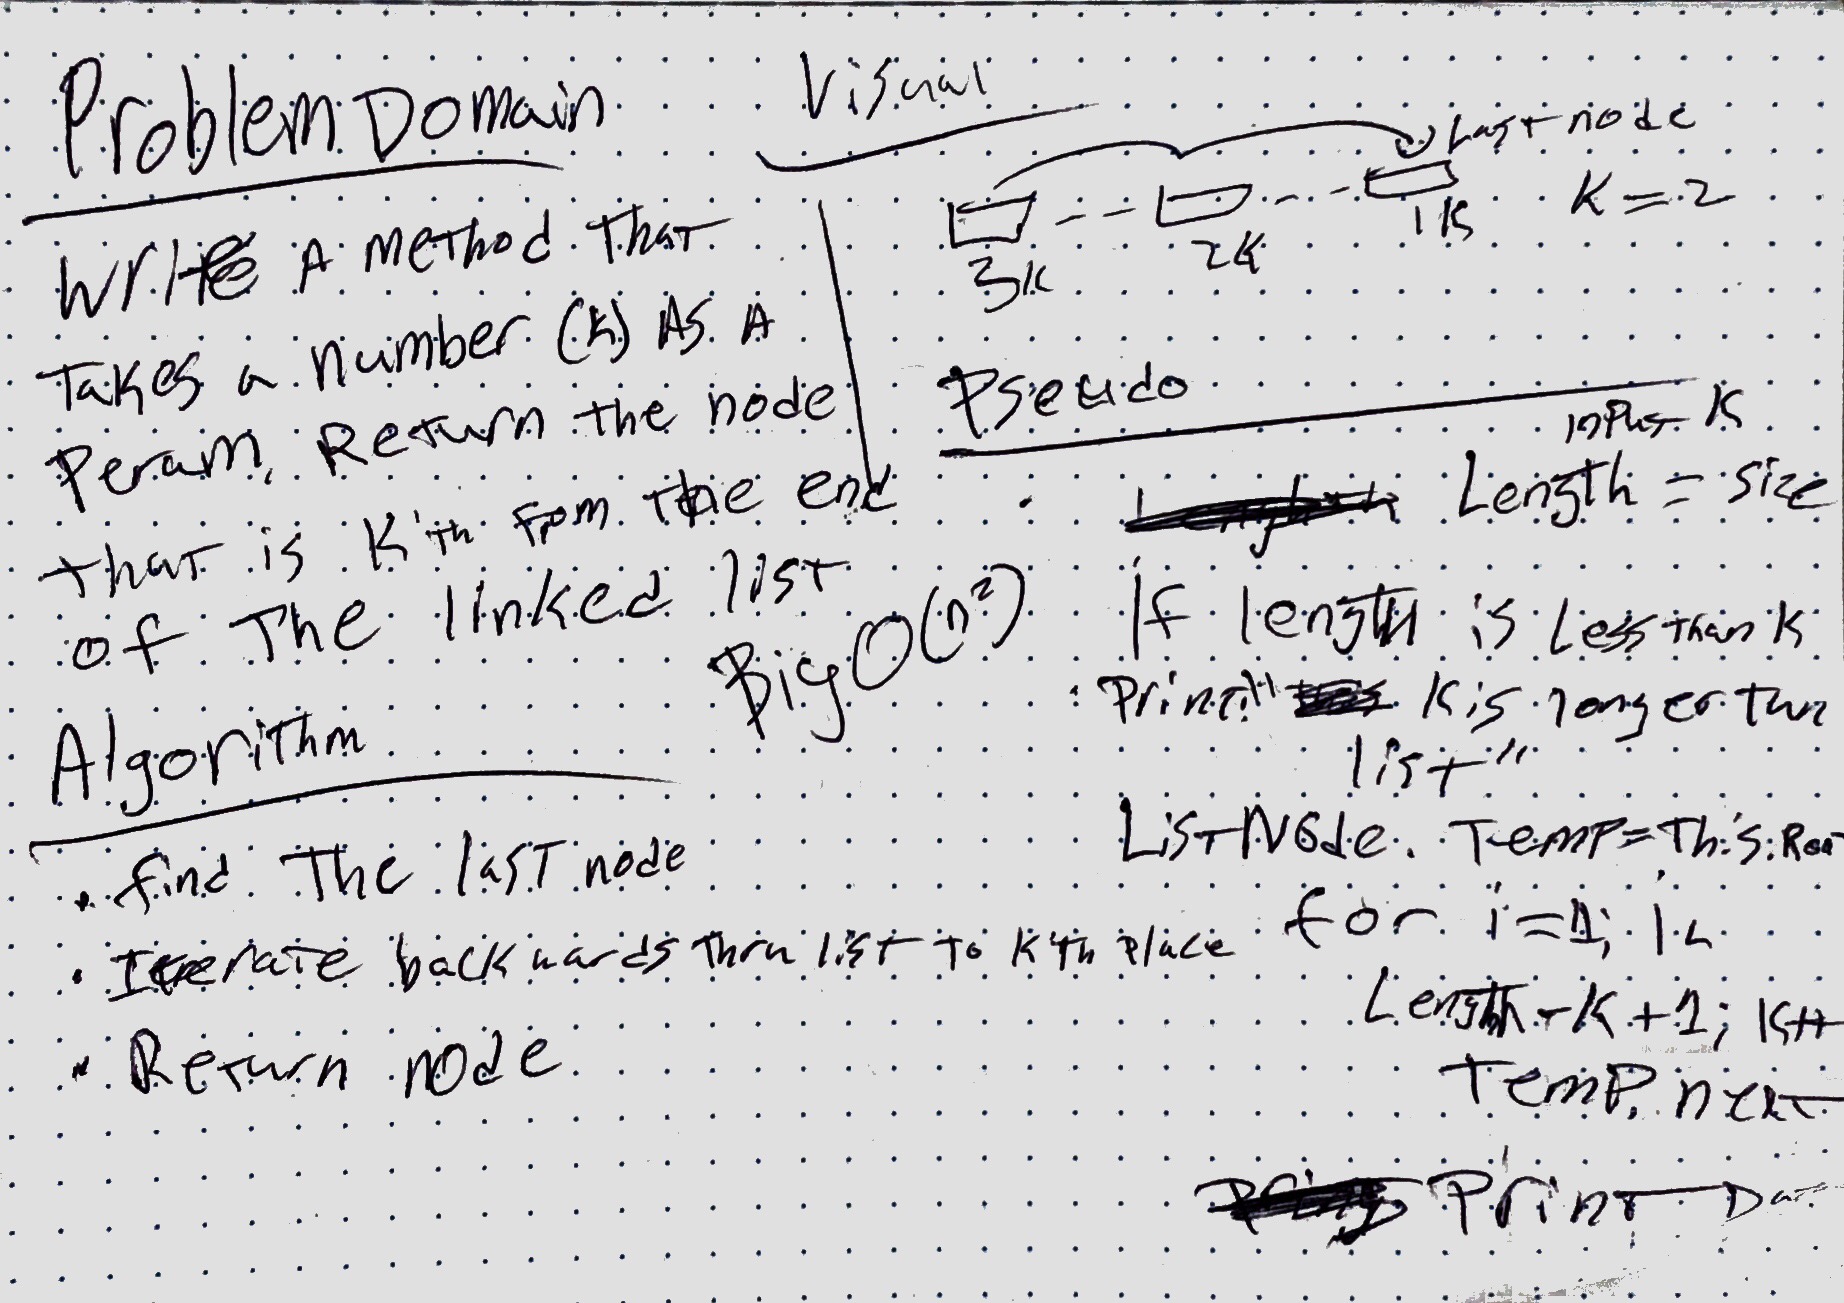 Problem Domain
Write A method That
Takes a number (k) As A
Peram, Return the node
that is K'th from the end
of The linked list
Big O(n²)
Algorithm
• find The last node
• Iterate backwards thru list to k'th place
• Return node
Visual
Last node
K = 2
3K
2K
1K
Pseudo
input K
Length = size
If length is Less than K
Print "K is longer than
list"
ListNode. Temp = This.Root
for i=1; i<
Length - K + 1; K++
Temp. next
Print Dat